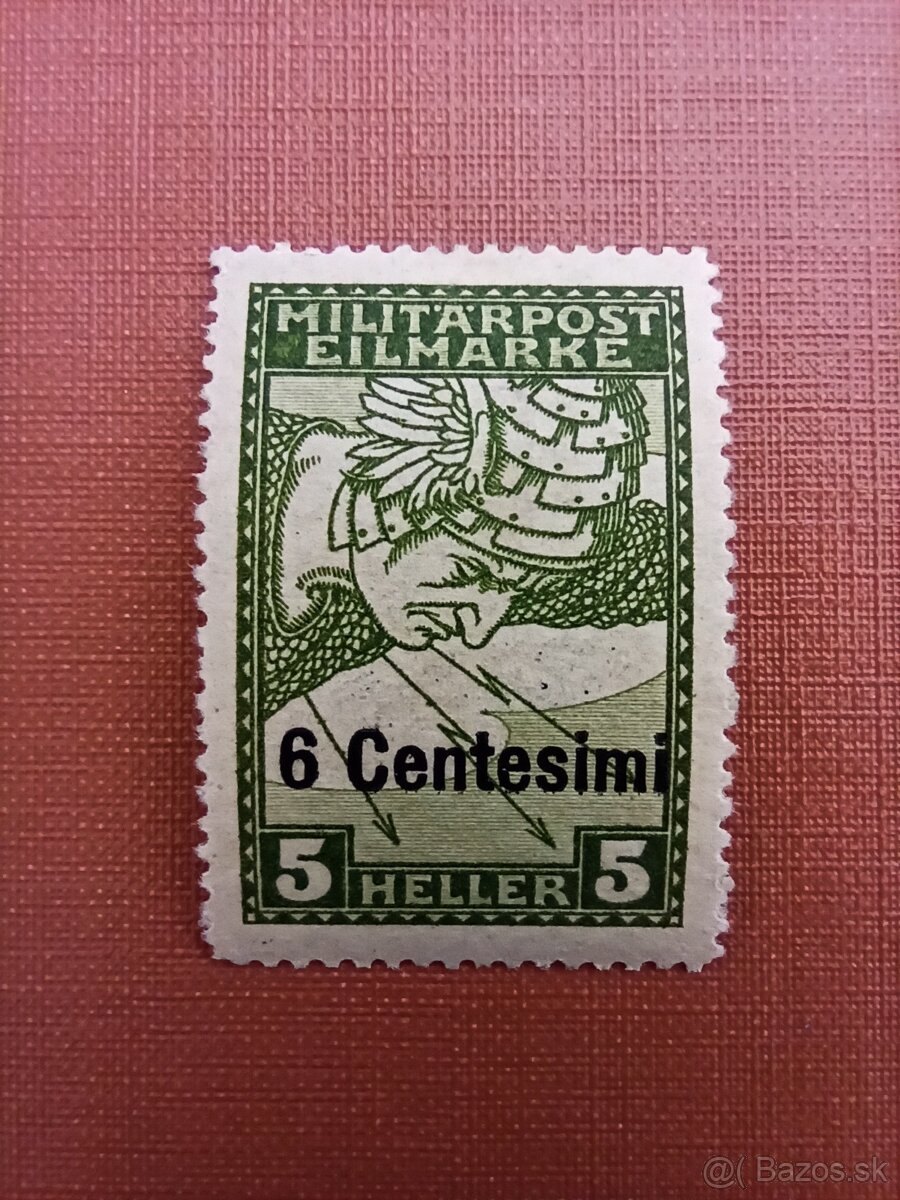 MILITÄRPOST
EILMARKE
6 Centesimi
5 HELLER 5
@( Bazos.sk